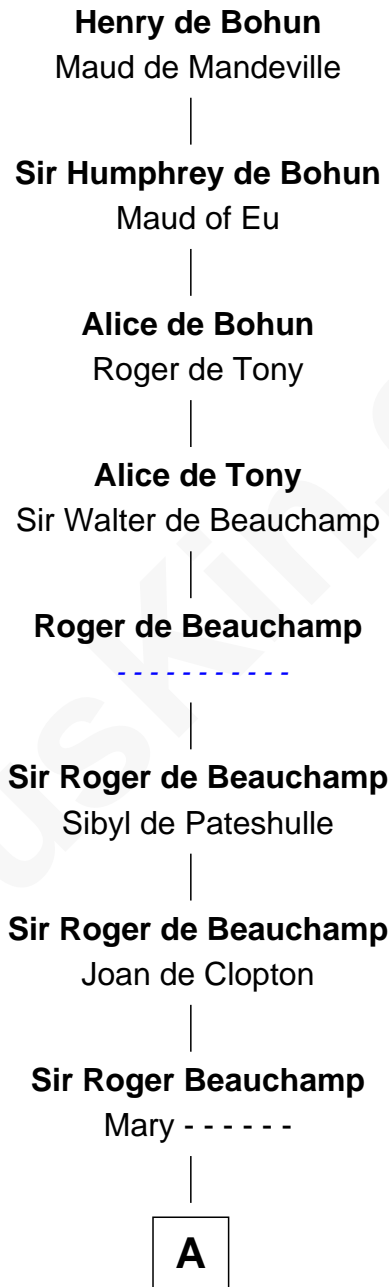 Henry de Bohun
Maud de Mandeville
Sir Humphrey de Bohun
Maud of Eu
Alice de Bohun
Roger de Tony
Alice de Tony
Sir Walter de Beauchamp
Roger de Beauchamp
- - - - - - - - - - -
Sir Roger de Beauchamp
Sibyl de Pateshulle
Sir Roger de Beauchamp
Joan de Clopton
Sir Roger Beauchamp
Mary - - - - - -
A